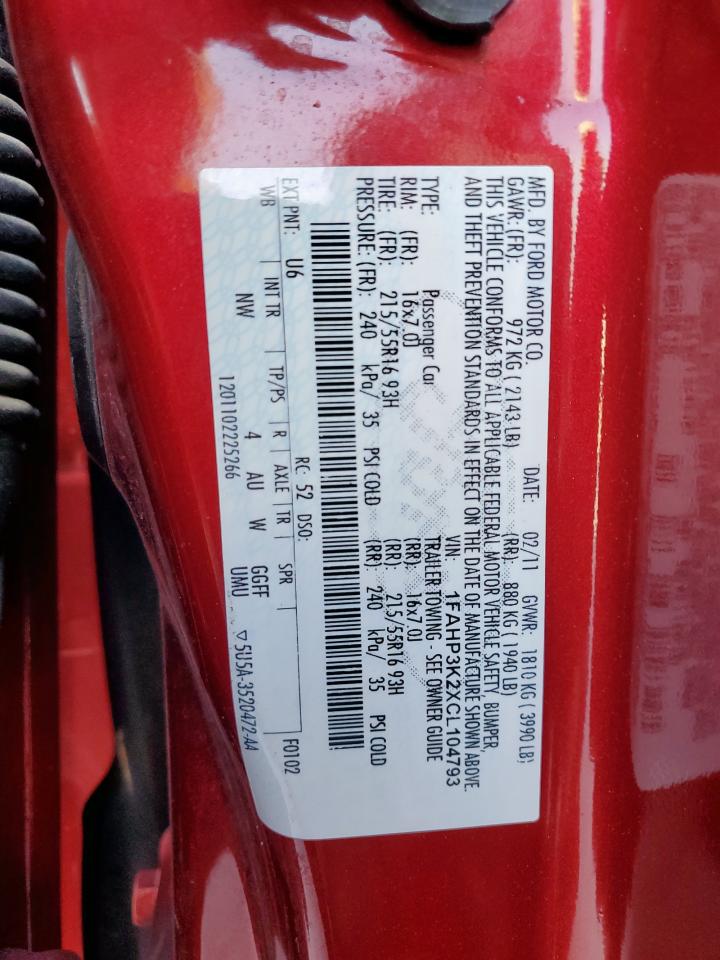 MFD. BY FORD MOTOR CO.
DATE: 02/11 GVWR: 1810 KG ( 3990 LB)
GAWR: (FR): 972 KG ( 2143 LB) (RR): 880 KG ( 1940 LB)
THIS VEHICLE CONFORMS TO ALL APPLICABLE FEDERAL MOTOR VEHICLE SAFETY, BUMPER,
AND THEFT PREVENTION STANDARDS IN EFFECT ON THE DATE OF MANUFACTURE SHOWN ABOVE.
VIN: 1FAHP3K2XCL104793
TYPE: Passenger Car TRAILER TOWING - SEE OWNER GUIDE
RIM: (FR): 16x7.0J (RR): 16x7.0J
TIRE: (FR): 215/55R16 93H (RR): 215/55R16 93H
PRESSURE: (FR): 240 kPa/ 35 PSI COLD (RR): 240 kPa/ 35 PSI COLD
EXT PNT: U6 RC: 52 DSO: F0102
WB INT TR TP/PS R AXLE TR SPR
NW 4 AU W GGFF
UMU
1201102225266 ▽5U5A-3520472-AA